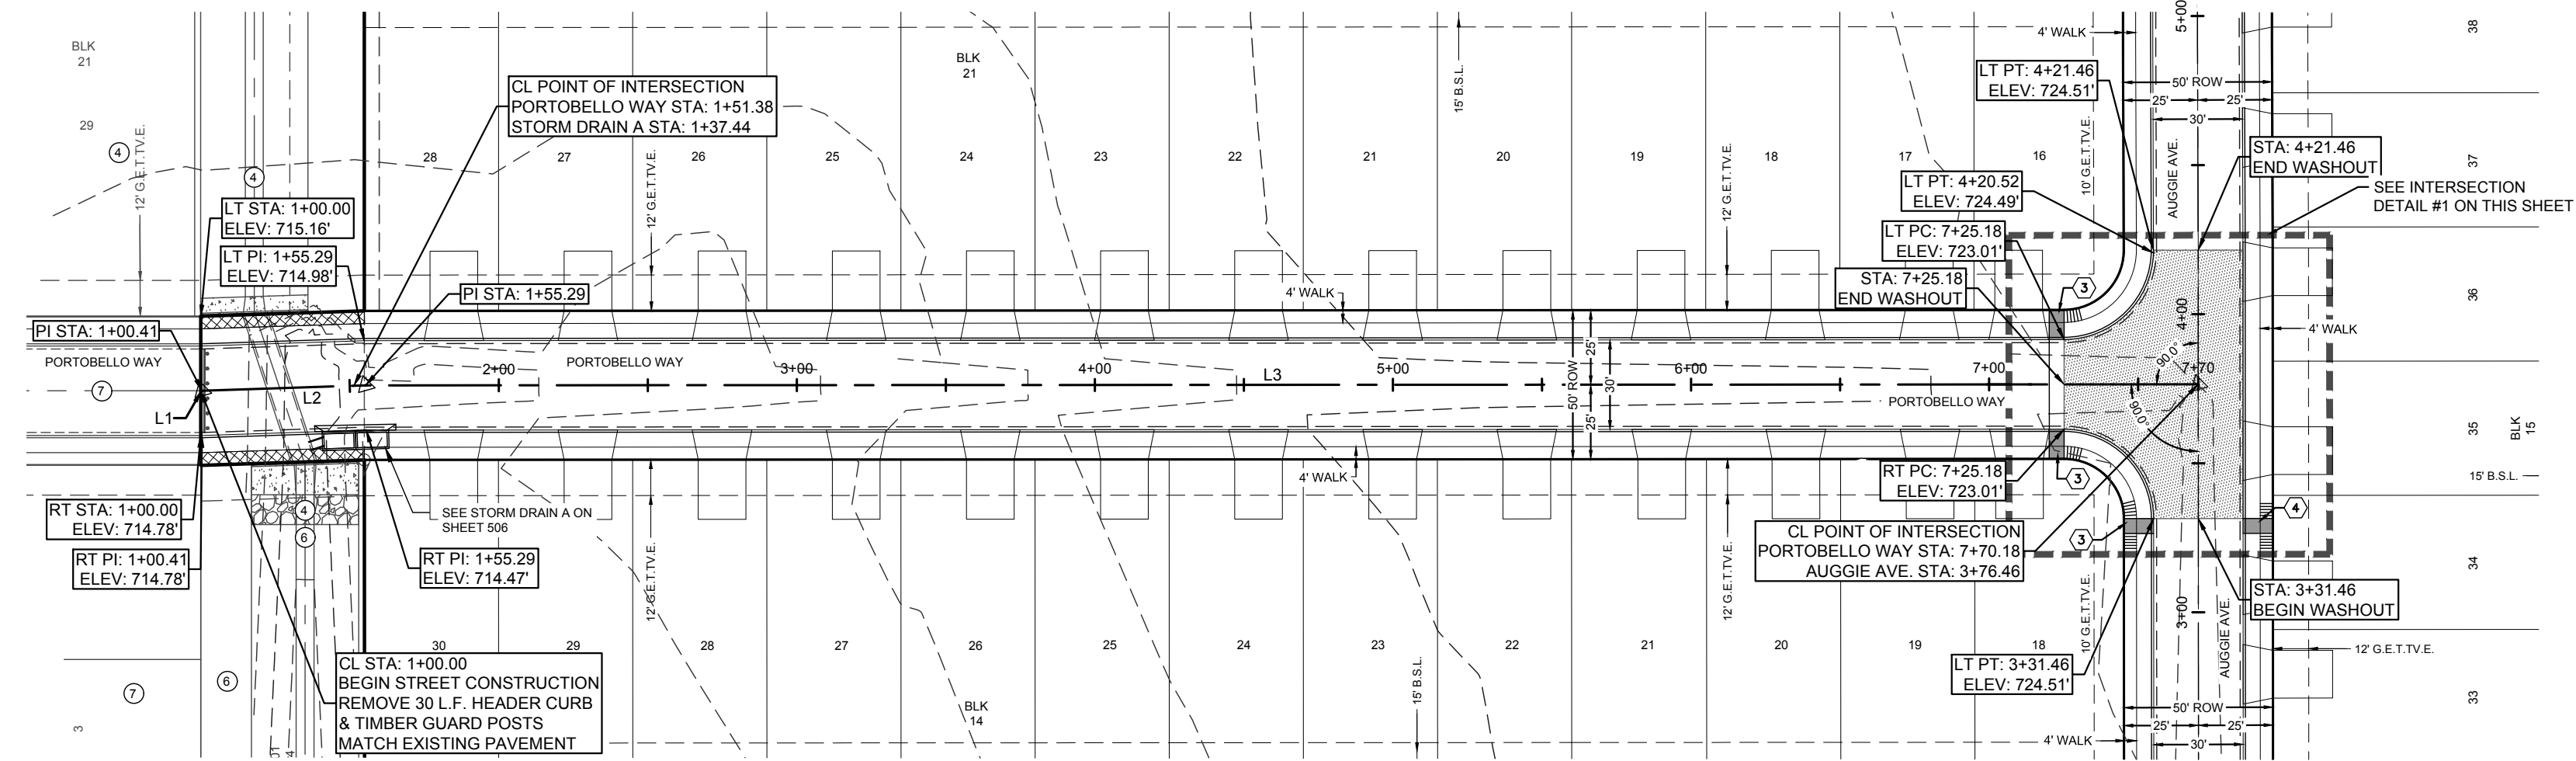 BLK
21
29
4
12' G.E.T.TV.E.
4
LT STA: 1+00.00
ELEV: 715.16'
LT PI: 1+55.29
ELEV: 714.98'
PI STA: 1+00.41
PORTOBELLO WAY
7
L1
L2
RT STA: 1+00.00
ELEV: 714.78'
RT PI: 1+00.41
ELEV: 714.78'
4
6
6
7
3
CL POINT OF INTERSECTION
PORTOBELLO WAY STA: 1+51.38
STORM DRAIN A STA: 1+37.44
PI STA: 1+55.29
SEE STORM DRAIN A ON
SHEET 506
RT PI: 1+55.29
ELEV: 714.47'
CL STA: 1+00.00
BEGIN STREET CONSTRUCTION
REMOVE 30 L.F. HEADER CURB
& TIMBER GUARD POSTS
MATCH EXISTING PAVEMENT
BLK
21
15' B.S.L.
28
27
26
25
24
23
22
21
20
19
18
17
16
12' G.E.T.TV.E.
12' G.E.T.TV.E.
4' WALK
PORTOBELLO WAY
2+00
3+00
4+00
L3
5+00
6+00
7+00
7+70
50' ROW
25'
25'
30'
PORTOBELLO WAY
4' WALK
12' G.E.T.TV.E.
12' G.E.T.TV.E.
30
29
28
27
26
25
24
23
22
21
20
19
18
BLK
14
15' B.S.L.
4' WALK
5+00
38
LT PT: 4+21.46
ELEV: 724.51'
50' ROW
25'
25'
30'
10' G.E.T.TV.E.
AUGGIE AVE.
STA: 4+21.46
END WASHOUT
37
SEE INTERSECTION
DETAIL #1 ON THIS SHEET
LT PT: 4+20.52
ELEV: 724.49'
LT PC: 7+25.18
ELEV: 723.01'
STA: 7+25.18
END WASHOUT
3
4+00
36
4' WALK
90.0°
90.0°
35
BLK
15
15' B.S.L.
RT PC: 7+25.18
ELEV: 723.01'
3
4
3
CL POINT OF INTERSECTION
PORTOBELLO WAY STA: 7+70.18
AUGGIE AVE. STA: 3+76.46
34
STA: 3+31.46
BEGIN WASHOUT
3+00
10' G.E.T.TV.E.
AUGGIE AVE.
12' G.E.T.TV.E.
LT PT: 3+31.46
ELEV: 724.51'
33
50' ROW
25'
25'
4' WALK
30'